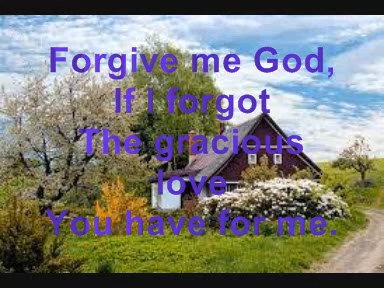 Forgive me God,
If I forgot
The gracious
love
You have for me.